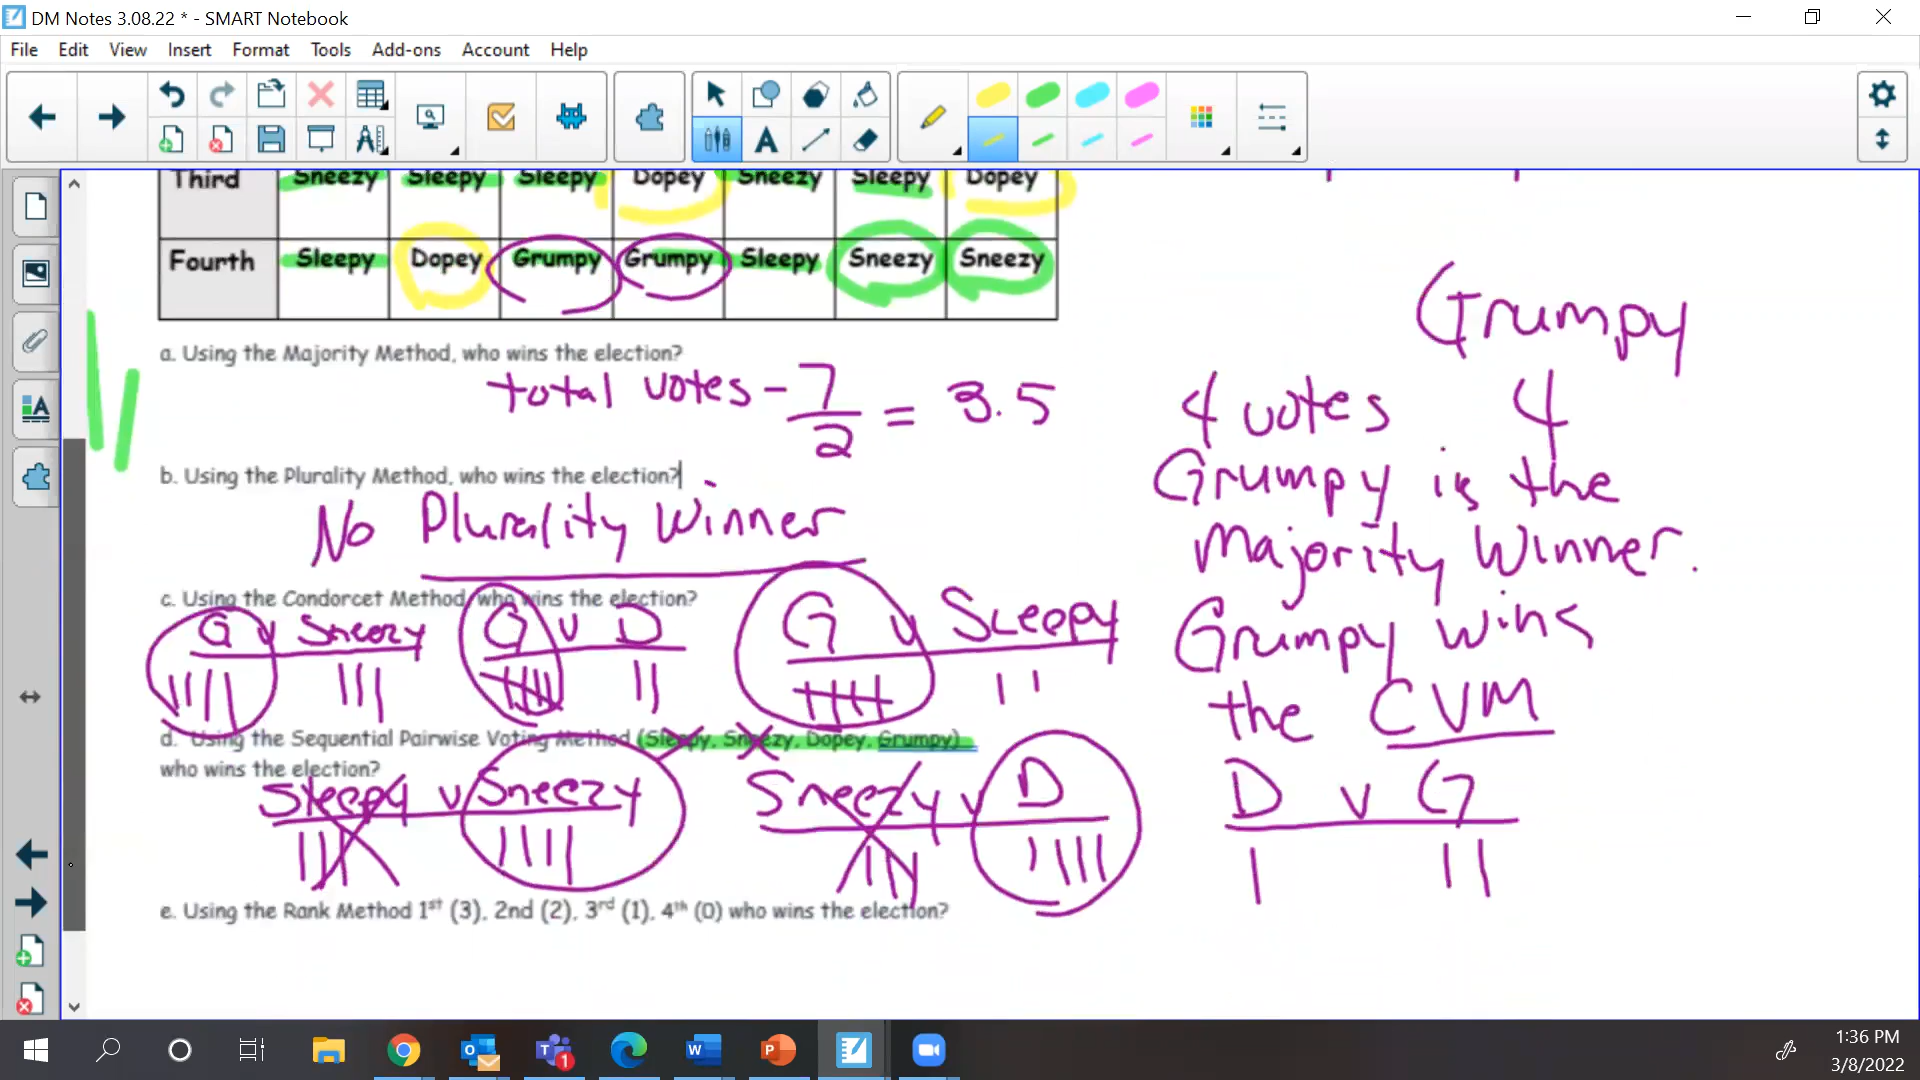 DM Notes 3.08.22 * - SMART Notebook
File Edit View Insert Format Tools Add-ons Account Help
Third Sneezy Sleepy Sleepy Dopey Sneezy Sleepy Dopey
Fourth Sleepy Dopey Grumpy Grumpy Sleepy Sneezy Sneezy
Grumpy
a. Using the Majority Method, who wins the election?
total votes - 7/2 = 3.5
4 votes 4
b. Using the Plurality Method, who wins the election?
Grumpy is the
No Plurality Winner
Majority Winner.
c. Using the Condorcet Method, who wins the election?
G v Sneezy G v D G v Sleepy
Grumpy wins
the CVM
d. Using the Sequential Pairwise Voting Method (Sleepy, Sneezy, Dopey, Grumpy)
who wins the election?
Sleepy v Sneezy Sneezy v D D v G
e. Using the Rank Method 1st (3), 2nd (2), 3rd (1), 4th (0) who wins the election?
1
1:36 PM
3/8/2022